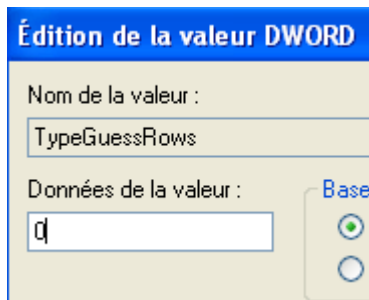 Édition de la valeur DWORD
Nom de la valeur :
TypeGuessRows
Données de la valeur :
Base
0